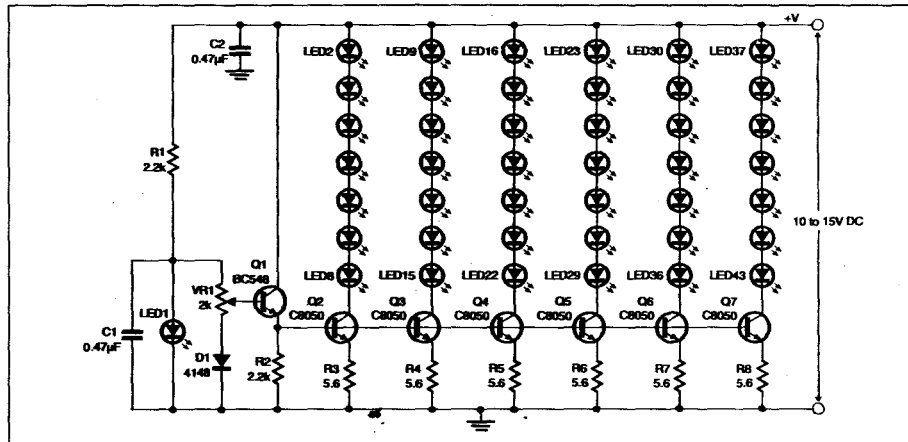 +V
C2
0.47µF
LED2
LED9
LED16
LED23
LED30
LED37
R1
2.2k
10 to 15V DC
Q1
BC548
VR1
2k
LED1
C1
0.47µF
D1
4148
R2
2.2k
LED8
LED15
LED22
LED29
LED36
LED43
Q2
C8050
Q3
C8050
Q4
C8050
Q5
C8050
Q6
C8050
Q7
C8050
R3
5.6
R4
5.6
R5
5.6
R6
5.6
R7
5.6
R8
5.6